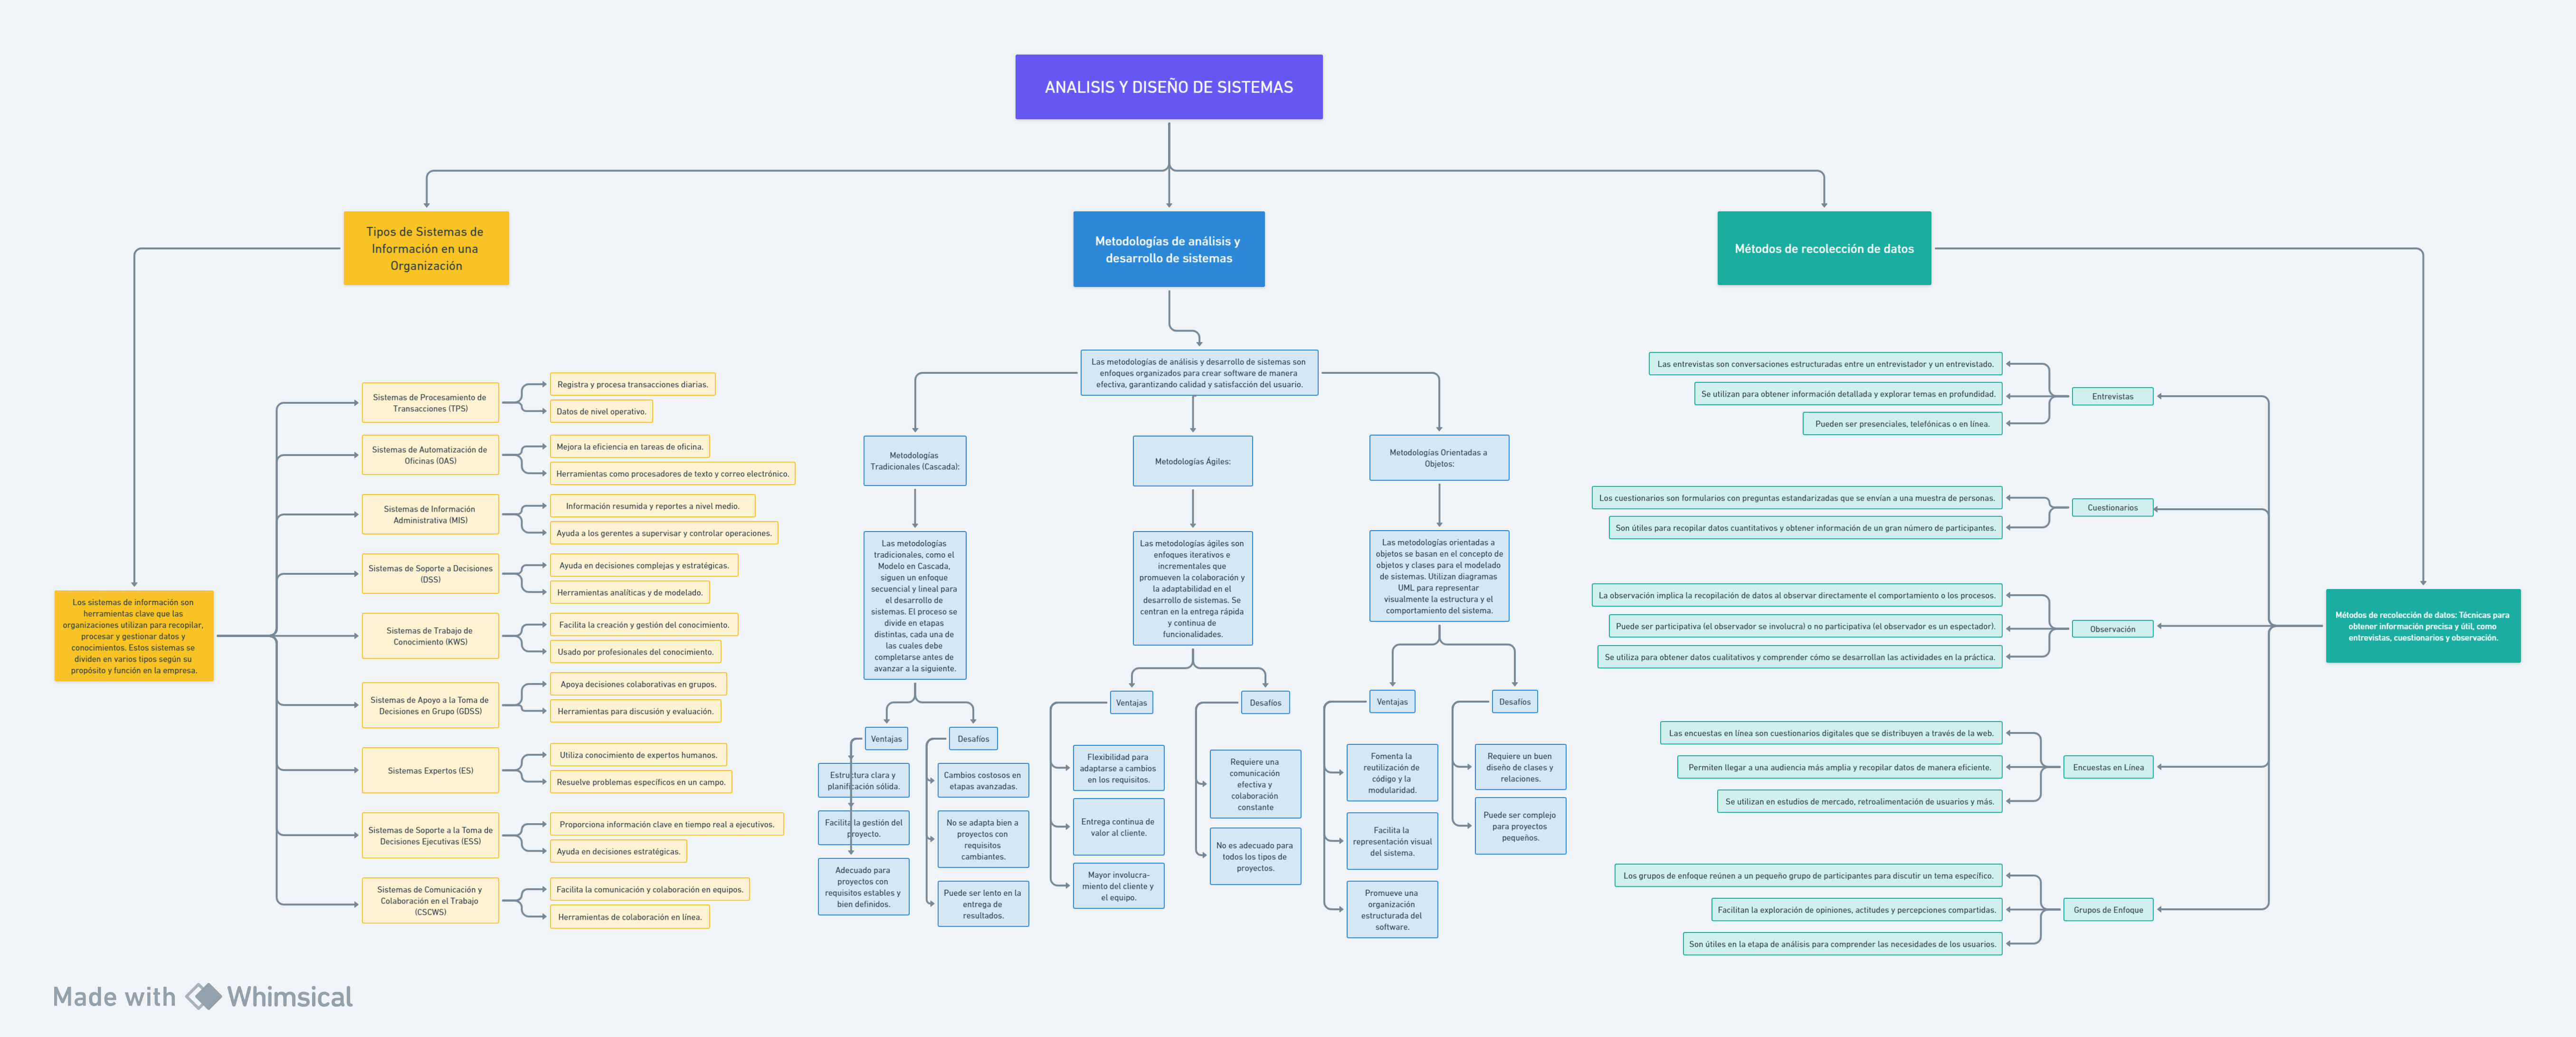 ANALISIS Y DISEÑO DE SISTEMAS
Tipos de Sistemas de
Información en una
Organización
Metodologías de análisis y
desarrollo de sistemas
Métodos de recolección de datos
Los sistemas de información son
herramientas clave que las
organizaciones utilizan para recopilar,
procesar y gestionar datos y
conocimientos. Estos sistemas se
dividen en varios tipos según su
propósito y función en la empresa.
Sistemas de Procesamiento de
Transacciones (TPS)
Registra y procesa transacciones diarias.
Datos de nivel operativo.
Sistemas de Automatización de
Oficinas (OAS)
Mejora la eficiencia en tareas de oficina.
Herramientas como procesadores de texto y correo electrónico.
Sistemas de Información
Administrativa (MIS)
Información resumida y reportes a nivel medio.
Ayuda a los gerentes a supervisar y controlar operaciones.
Sistemas de Soporte a Decisiones
(DSS)
Ayuda en decisiones complejas y estratégicas.
Herramientas analíticas y de modelado.
Sistemas de Trabajo de
Conocimiento (KWS)
Facilita la creación y gestión del conocimiento.
Usado por profesionales del conocimiento.
Sistemas de Apoyo a la Toma de
Decisiones en Grupo (GDSS)
Apoya decisiones colaborativas en grupos.
Herramientas para discusión y evaluación.
Sistemas Expertos (ES)
Utiliza conocimiento de expertos humanos.
Resuelve problemas específicos en un campo.
Sistemas de Soporte a la Toma de
Decisiones Ejecutivas (ESS)
Proporciona información clave en tiempo real a ejecutivos.
Ayuda en decisiones estratégicas.
Sistemas de Comunicación y
Colaboración en el Trabajo
(CSCWS)
Facilita la comunicación y colaboración en equipos.
Herramientas de colaboración en línea.
Las metodologías de análisis y desarrollo de sistemas son
enfoques organizados para crear software de manera
efectiva, garantizando calidad y satisfacción del usuario.
Metodologías
Tradicionales (Cascada):
Las metodologías
tradicionales, como el
Modelo en Cascada,
siguen un enfoque
secuencial y lineal para
el desarrollo de
sistemas. El proceso se
divide en etapas
distintas, cada una de
las cuales debe
completarse antes de
avanzar a la siguiente.
Ventajas
Estructura clara y
planificación sólida.
Facilita la gestión del
proyecto.
Adecuado para
proyectos con
requisitos estables y
bien definidos.
Desafíos
Cambios costosos en
etapas avanzadas.
No se adapta bien a
proyectos con
requisitos
cambiantes.
Puede ser lento en la
entrega de
resultados.
Metodologías Ágiles:
Las metodologías ágiles son
enfoques iterativos e
incrementales que
promueven la colaboración y
la adaptabilidad en el
desarrollo de sistemas. Se
centran en la entrega rápida
y continua de
funcionalidades.
Ventajas
Flexibilidad para
adaptarse a cambios
en los requisitos.
Entrega continua de
valor al cliente.
Mayor involucra-
miento del cliente y
el equipo.
Desafíos
Requiere una
comunicación
efectiva y
colaboración
constante
No es adecuado para
todos los tipos de
proyectos.
Metodologías Orientadas a
Objetos:
Las metodologías orientadas a
objetos se basan en el concepto de
objetos y clases para el modelado
de sistemas. Utilizan diagramas
UML para representar
visualmente la estructura y el
comportamiento del sistema.
Ventajas
Fomenta la
reutilización de
código y la
modularidad.
Facilita la
representación visual
del sistema.
Promueve una
organización
estructurada del
software.
Desafíos
Requiere un buen
diseño de clases y
relaciones.
Puede ser complejo
para proyectos
pequeños.
Métodos de recolección de datos: Técnicas para
obtener información precisa y útil, como
entrevistas, cuestionarios y observación.
Entrevistas
Las entrevistas son conversaciones estructuradas entre un entrevistador y un entrevistado.
Se utilizan para obtener información detallada y explorar temas en profundidad.
Pueden ser presenciales, telefónicas o en línea.
Cuestionarios
Los cuestionarios son formularios con preguntas estandarizadas que se envían a una muestra de personas.
Son útiles para recopilar datos cuantitativos y obtener información de un gran número de participantes.
Observación
La observación implica la recopilación de datos al observar directamente el comportamiento o los procesos.
Puede ser participativa (el observador se involucra) o no participativa (el observador es un espectador).
Se utiliza para obtener datos cualitativos y comprender cómo se desarrollan las actividades en la práctica.
Encuestas en Línea
Las encuestas en línea son cuestionarios digitales que se distribuyen a través de la web.
Permiten llegar a una audiencia más amplia y recopilar datos de manera eficiente.
Se utilizan en estudios de mercado, retroalimentación de usuarios y más.
Grupos de Enfoque
Los grupos de enfoque reúnen a un pequeño grupo de participantes para discutir un tema específico.
Facilitan la exploración de opiniones, actitudes y percepciones compartidas.
Son útiles en la etapa de análisis para comprender las necesidades de los usuarios.
Made with Whimsical